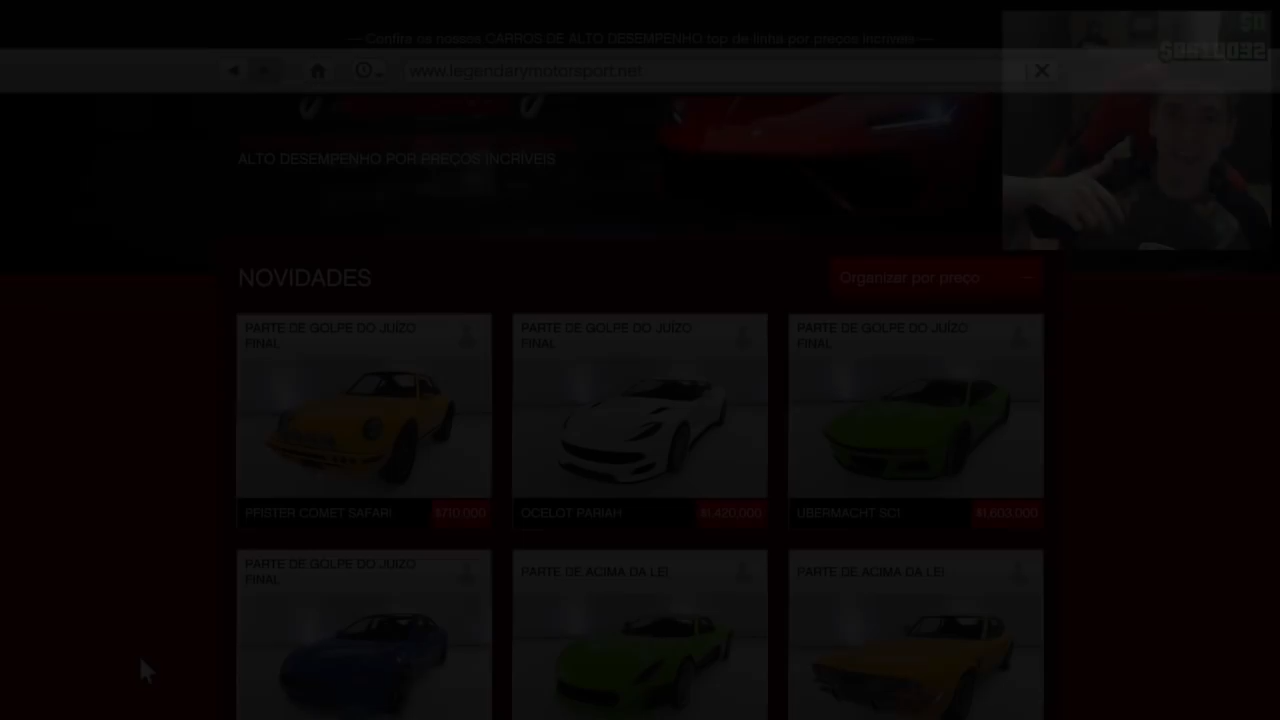 — Confira os nossos CARROS DE ALTO DESEMPENHO top de linha por preços incríveis —
www.legendarymotorsport.net
ALTO DESEMPENHO POR PREÇOS INCRÍVEIS
NOVIDADES
Organizar por preço
PARTE DE GOLPE DO JUÍZO FINAL
PARTE DE GOLPE DO JUÍZO FINAL
PARTE DE GOLPE DO JUÍZO FINAL
PFISTER COMET SAFARI $710,000
OCELOT PARIAH $1,420,000
ÜBERMACHT SC1 $1,603,000
PARTE DE GOLPE DO JUÍZO FINAL
PARTE DE ACIMA DA LEI
PARTE DE ACIMA DA LEI